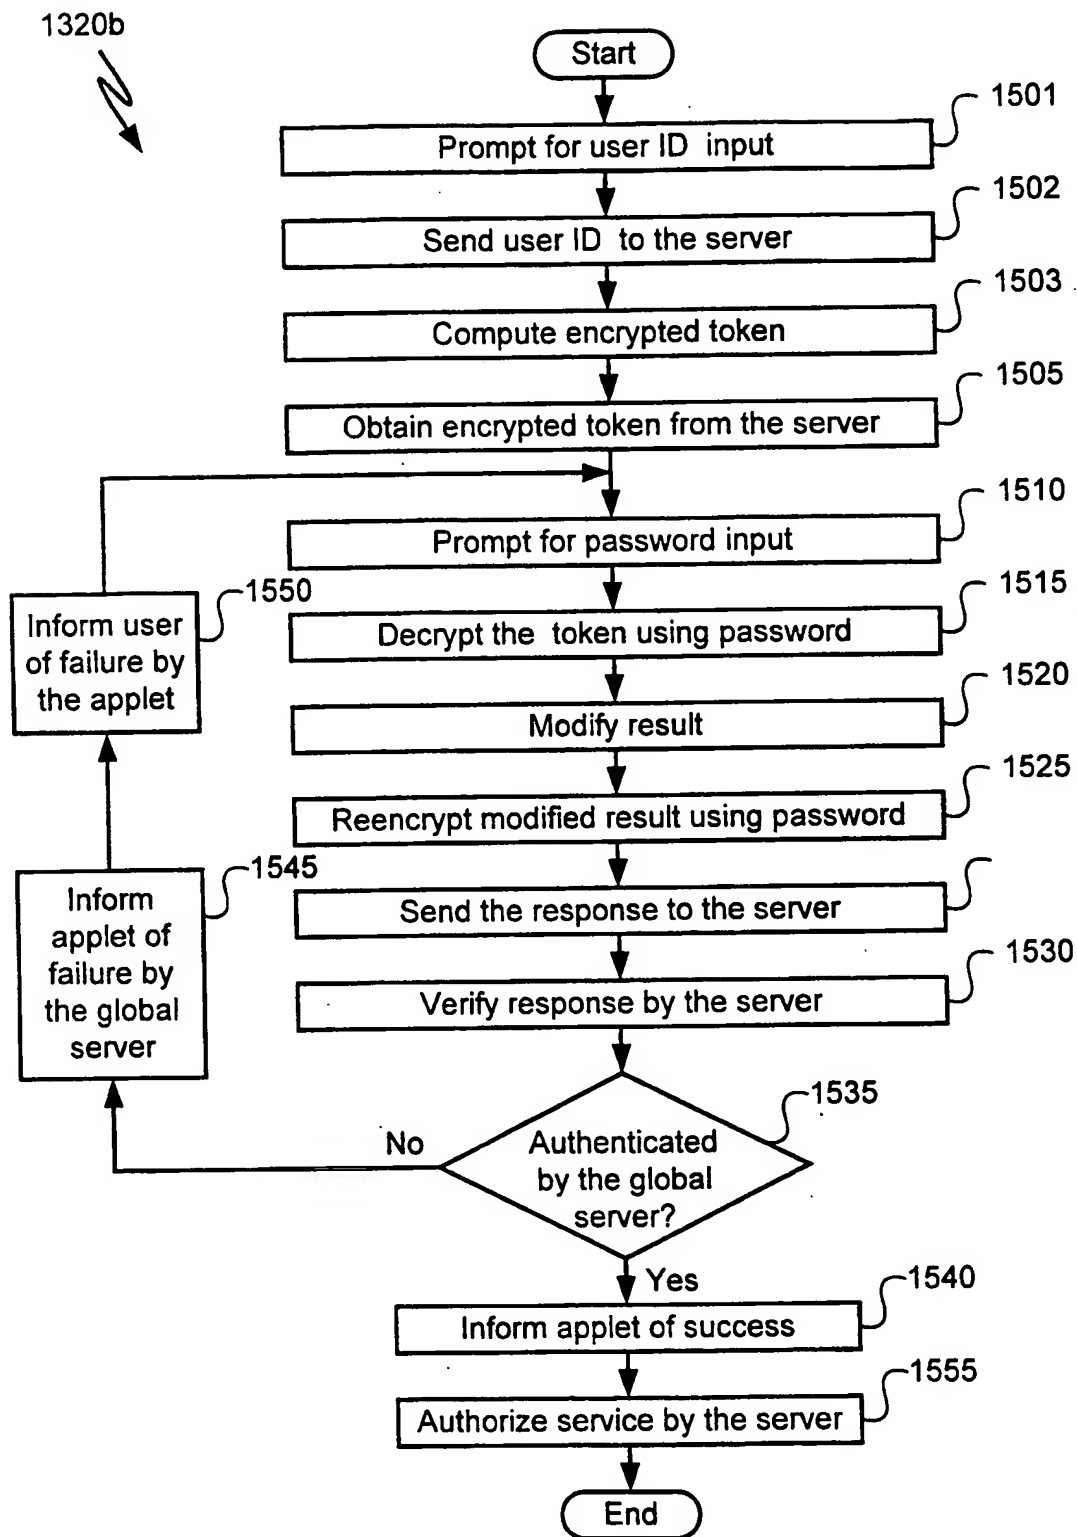 1320b
Start
1501
Prompt for user ID input
1502
Send user ID to the server
1503
Compute encrypted token
1505
Obtain encrypted token from the server
1510
Prompt for password input
1515
Decrypt the token using password
1550
Inform user
of failure by
the applet
1520
Modify result
1525
Reencrypt modified result using password
1545
Inform
applet of
failure by
the global
server
Send the response to the server
1530
Verify response by the server
1535
No
Authenticated
by the global
server?
Yes
1540
Inform applet of success
1555
Authorize service by the server
End